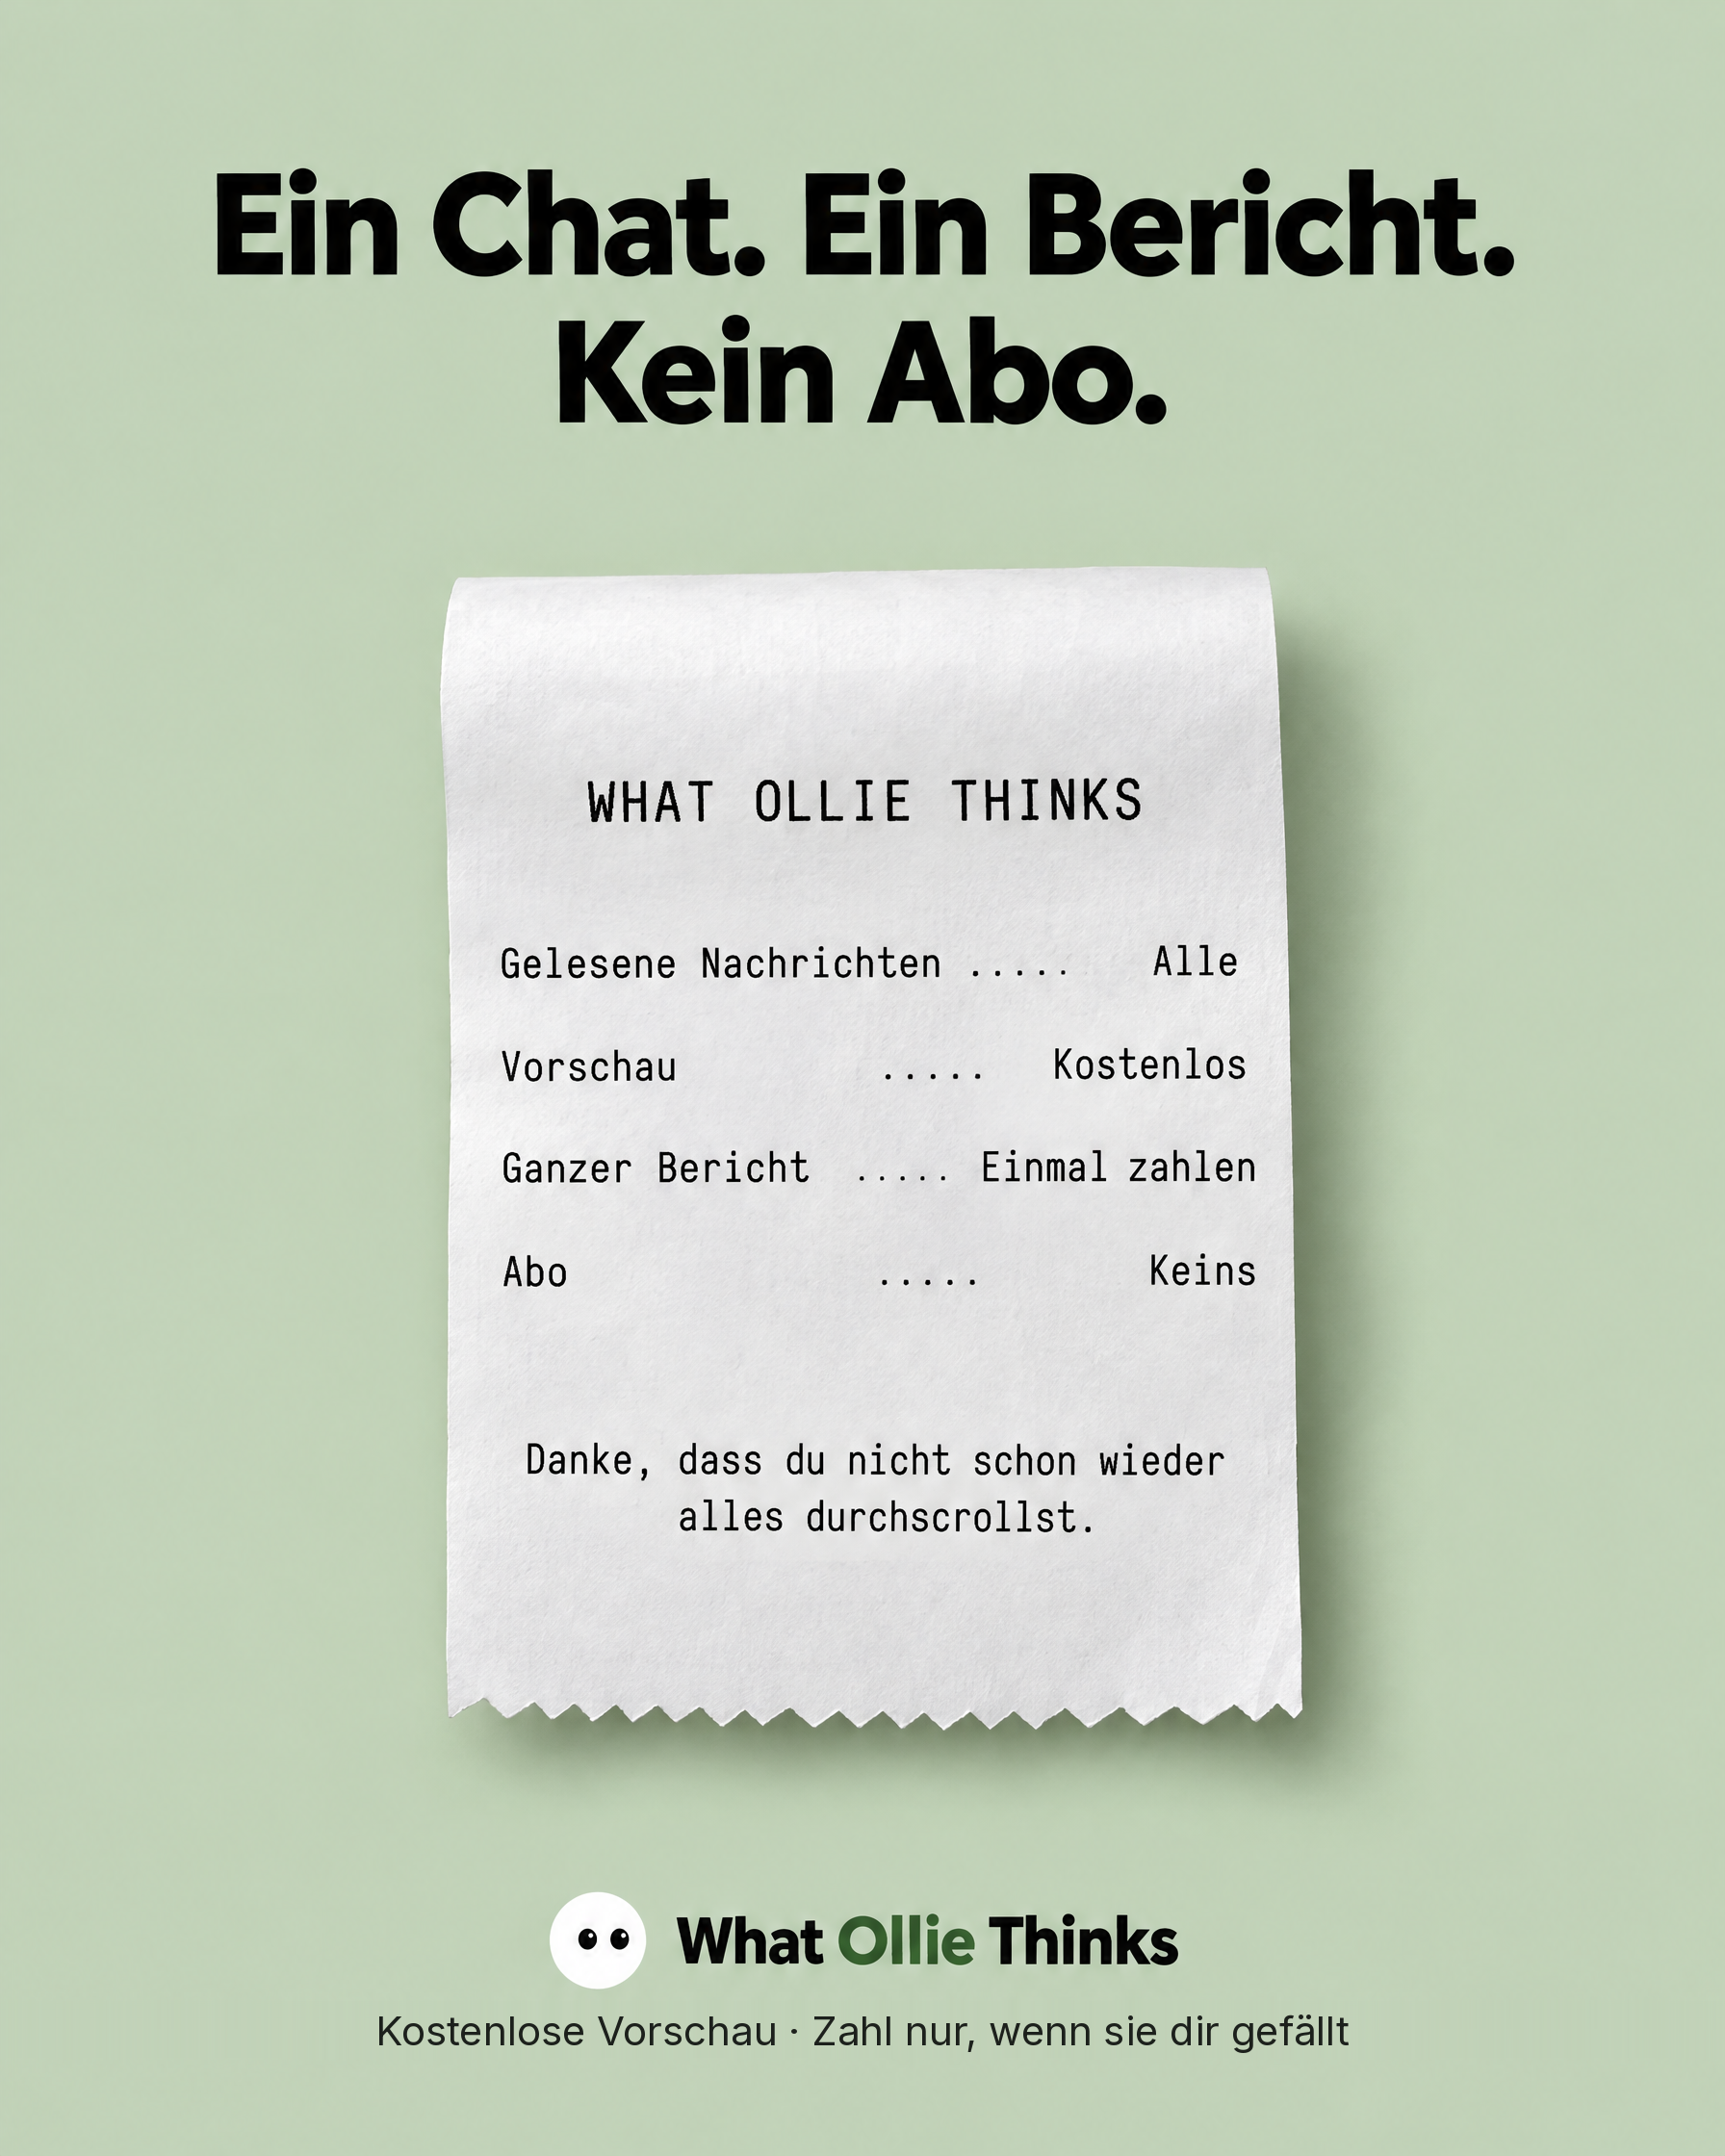 Ein Chat. Ein Bericht.
Kein Abo.
WHAT OLLIE THINKS
Gelesene Nachrichten ..... Alle
Vorschau ..... Kostenlos
Ganzer Bericht ..... Einmal zahlen
Abo ..... Keins
Danke, dass du nicht schon wieder
alles durchscrollst.
What Ollie Thinks
Kostenlose Vorschau · Zahl nur, wenn sie dir gefällt